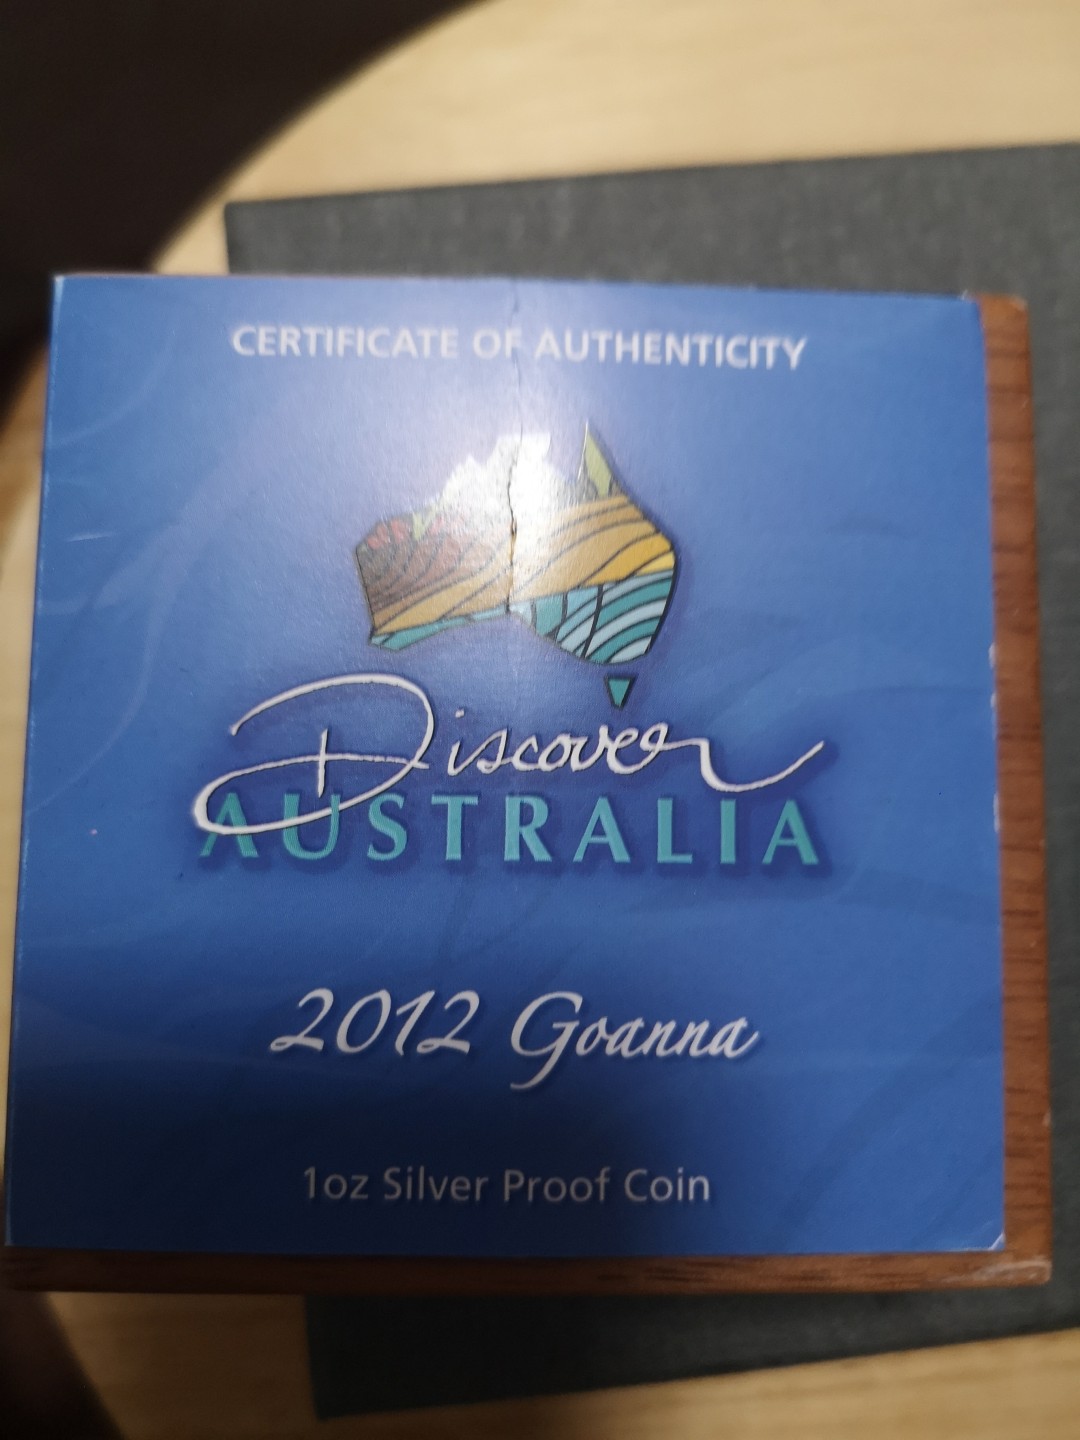 CERTIFICATE OF AUTHENTICITY
Discover
AUSTRALIA
2012 Goanna
1oz Silver Proof Coin